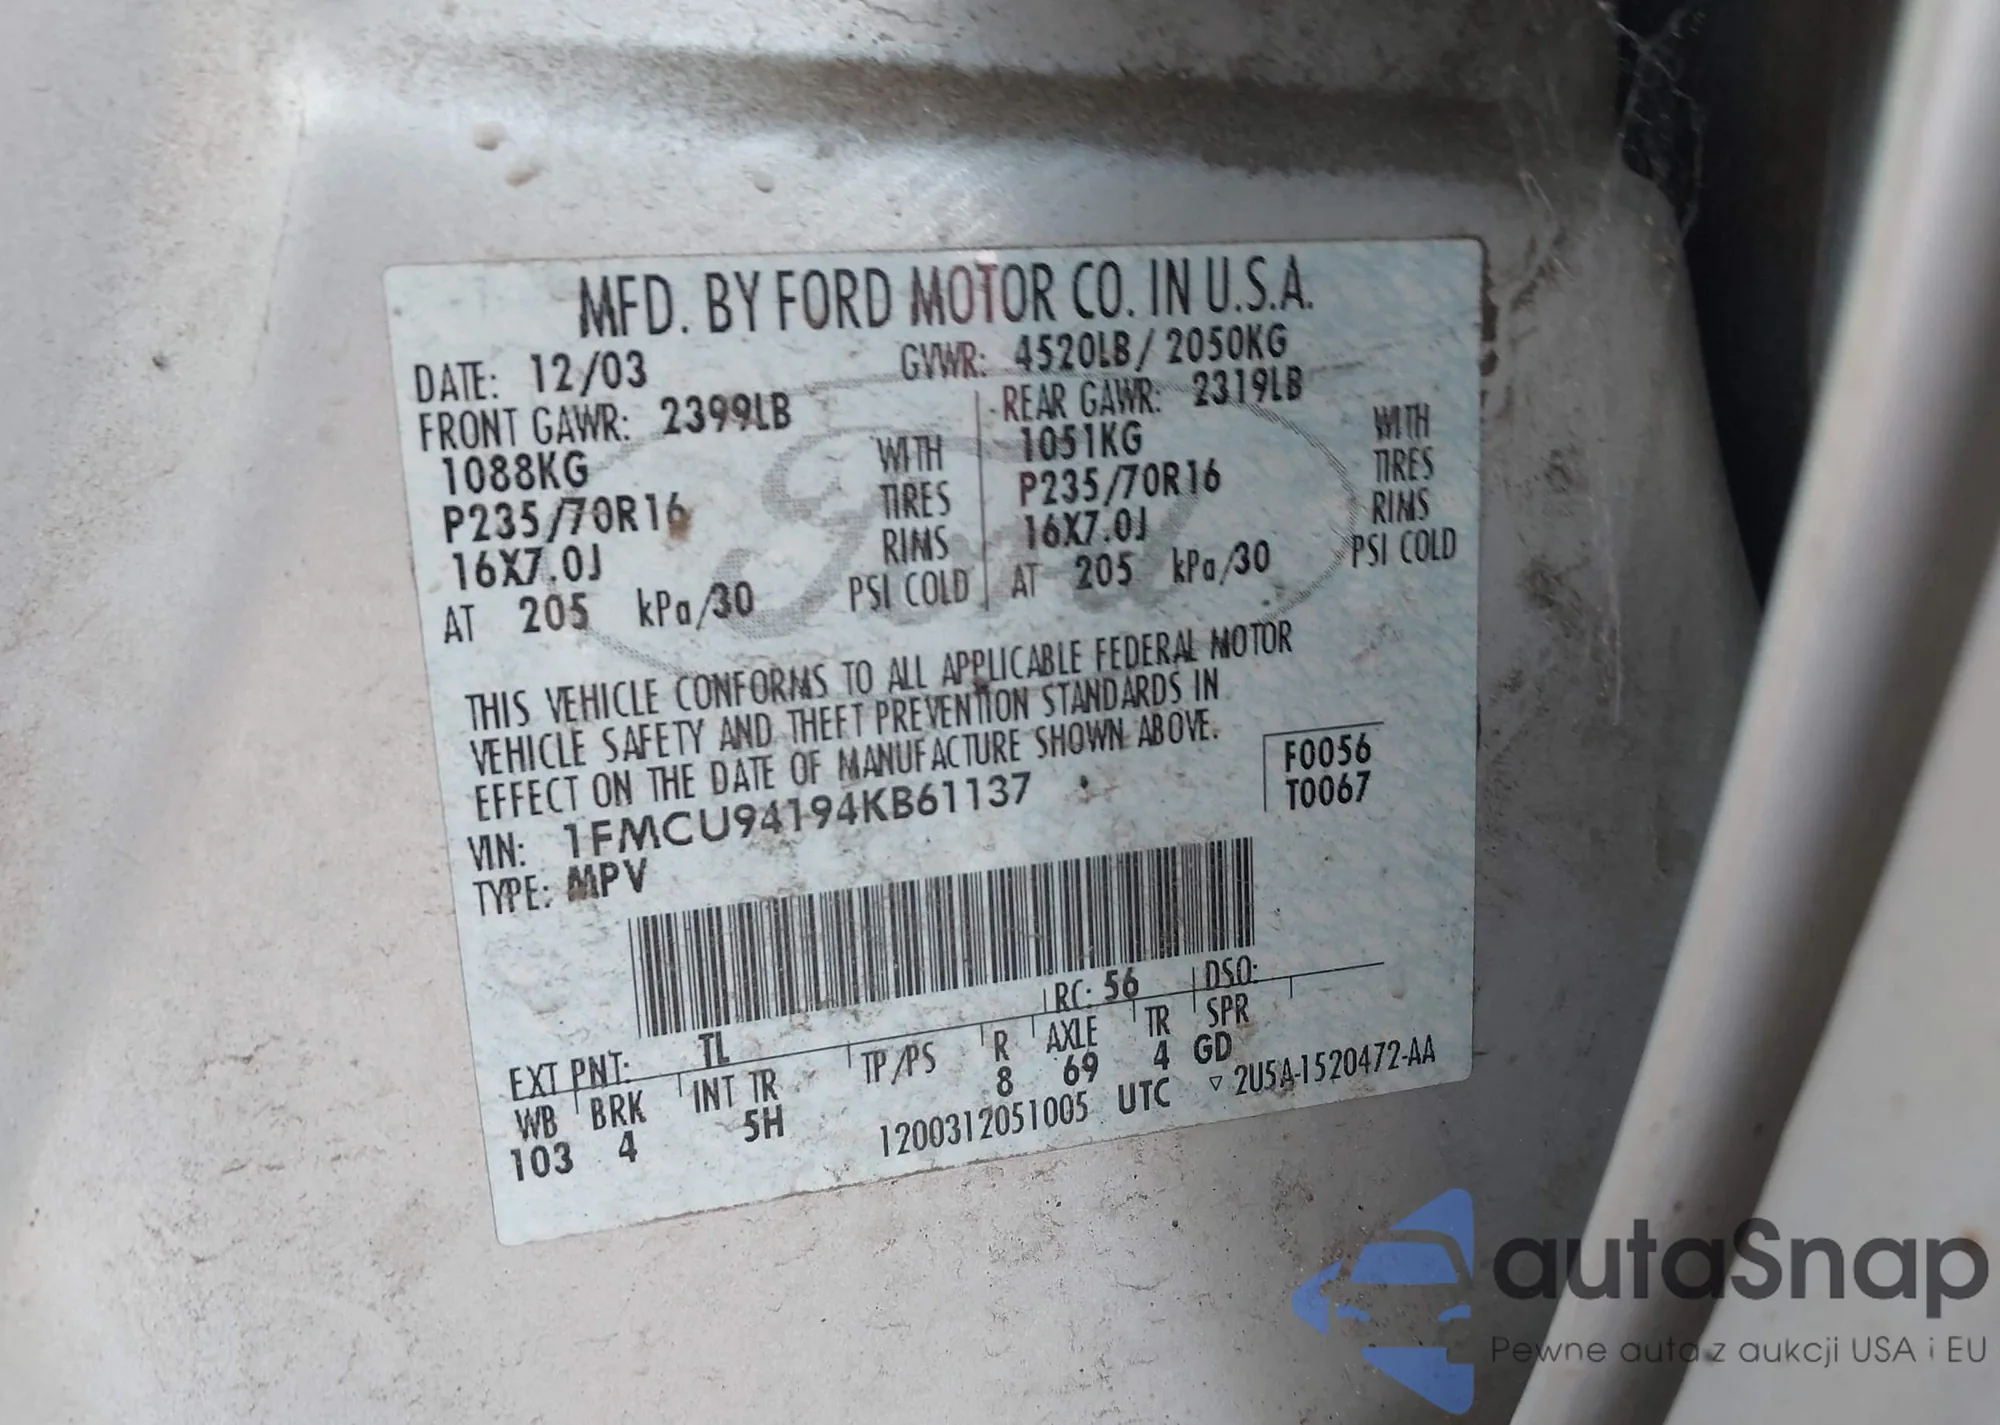 MFD. BY FORD MOTOR CO. IN U.S.A.
DATE: 12/03 GVWR: 4520LB/2050KG
FRONT GAWR: 2399LB REAR GAWR: 2319LB
1088KG WITH 1051KG WITH
P235/70R16 TIRES P235/70R16 TIRES
16X7.0J RIMS 16X7.0J RIMS
AT 205 kPa/30 PSI COLD AT 205 kPa/30 PSI COLD
Ford
THIS VEHICLE CONFORMS TO ALL APPLICABLE FEDERAL MOTOR
VEHICLE SAFETY AND THEFT PREVENTION STANDARDS IN
EFFECT ON THE DATE OF MANUFACTURE SHOWN ABOVE.
F0056
T0067
VIN: 1FMCU94194KB61137
TYPE: MPV
EXT PNT: TL RC: 56 DSO:
WB BRK INT TR TP/PS R AXLE TR SPR
103 4 5H 8 69 4 GD
1200312051005 UTC ▽ 2U5A-1520472-AA
autaSnap
Pewne auta z aukcji USA i EU